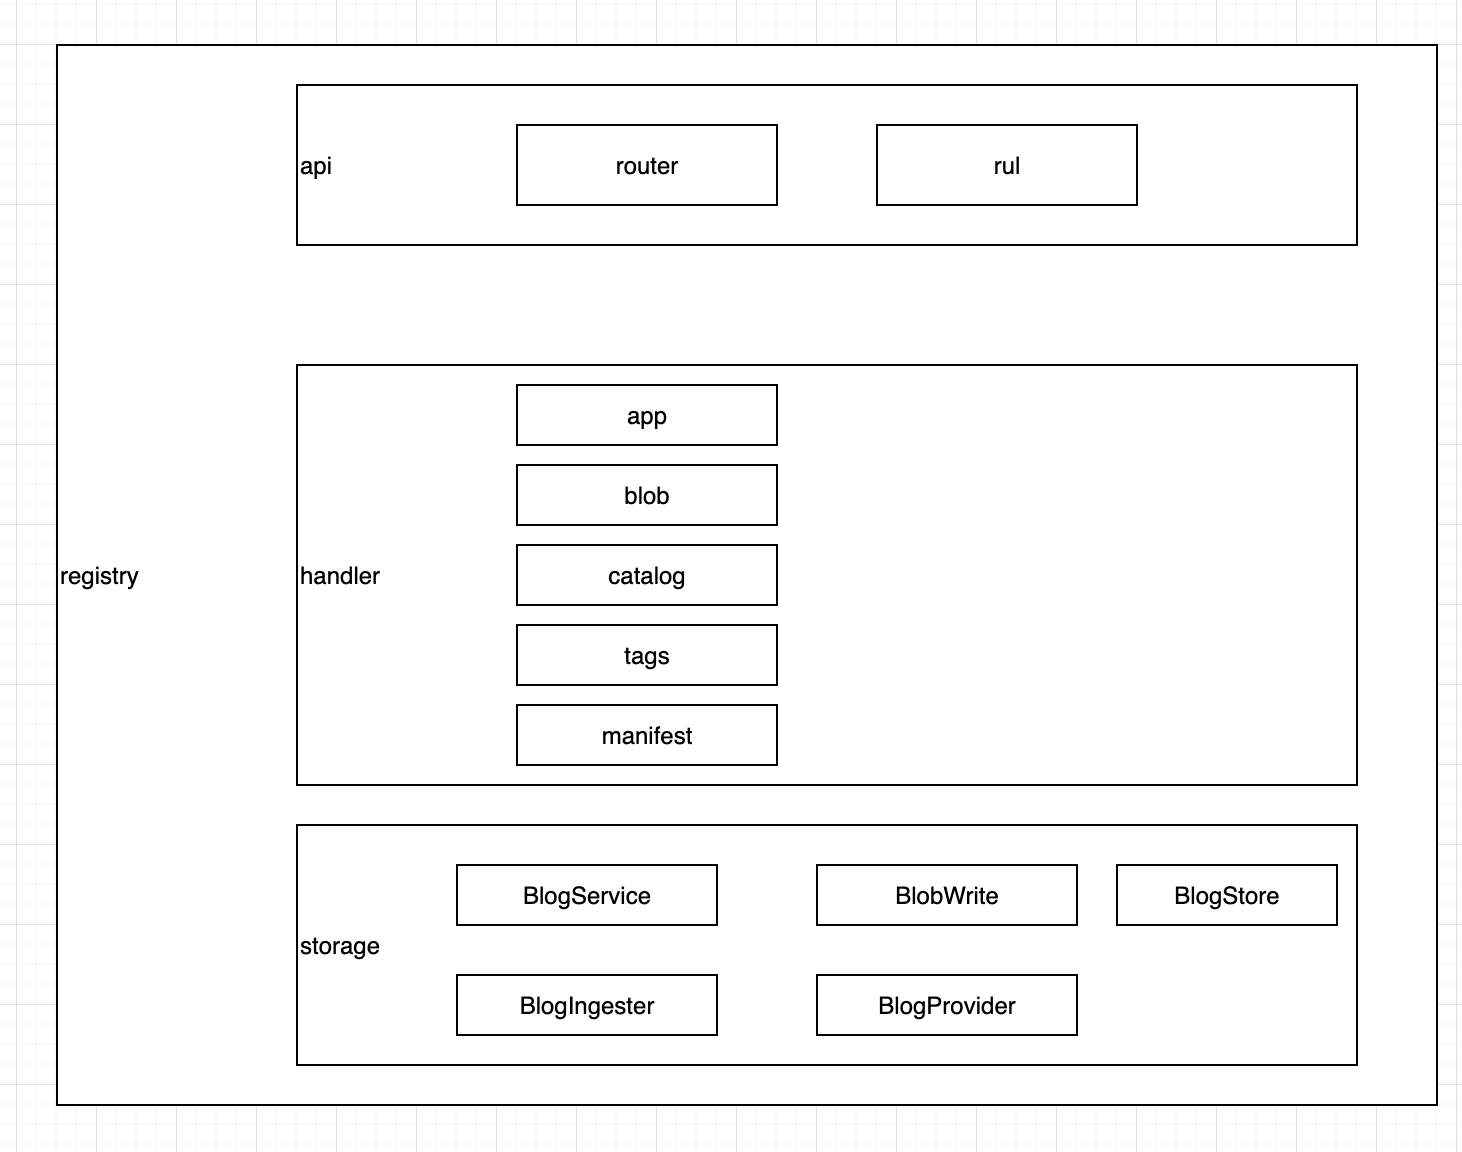 api
router
rul
app
blob
catalog
registry
handler
tags
manifest
BlogService
BlobWrite
BlogStore
storage
BlogIngester
BlogProvider